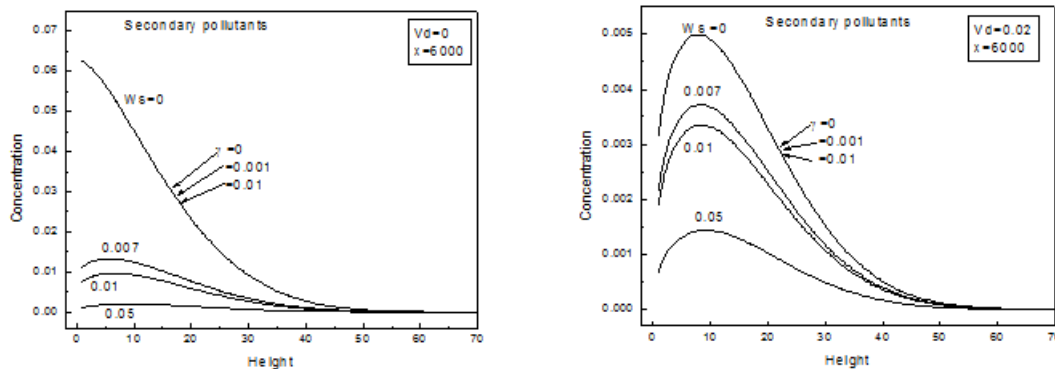 Secondary pollutants
Vd=0
x=6000
0.07
0.06
0.05
0.04
0.03
0.02
0.01
0.00
Concentration
Ws=0
γ=0
=0.001
=0.01
0.007
0.01
0.05
0 10 20 30 40 50 60 70
Height
Secondary pollutants
Vd=0.02
x=6000
0.005
0.004
0.003
0.002
0.001
0.000
Concentration
Ws=0
0.007
0.01
γ=0
=0.001
=0.01
0.05
0 10 20 30 40 50 60 70
Height